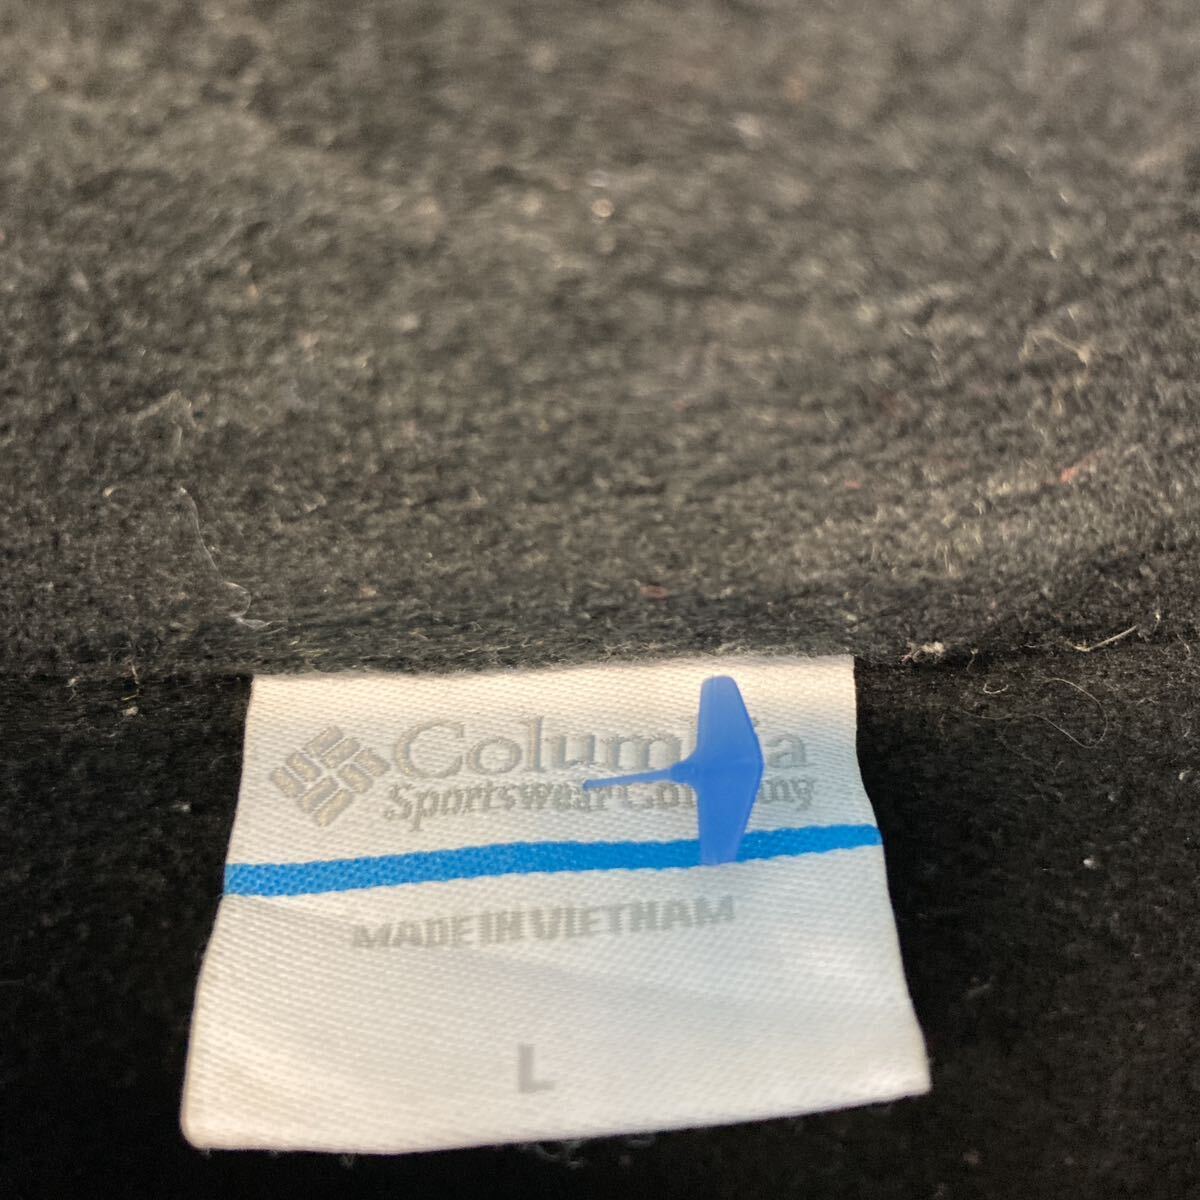 Columbia
Sportswear Company
MADE IN VIETNAM
L